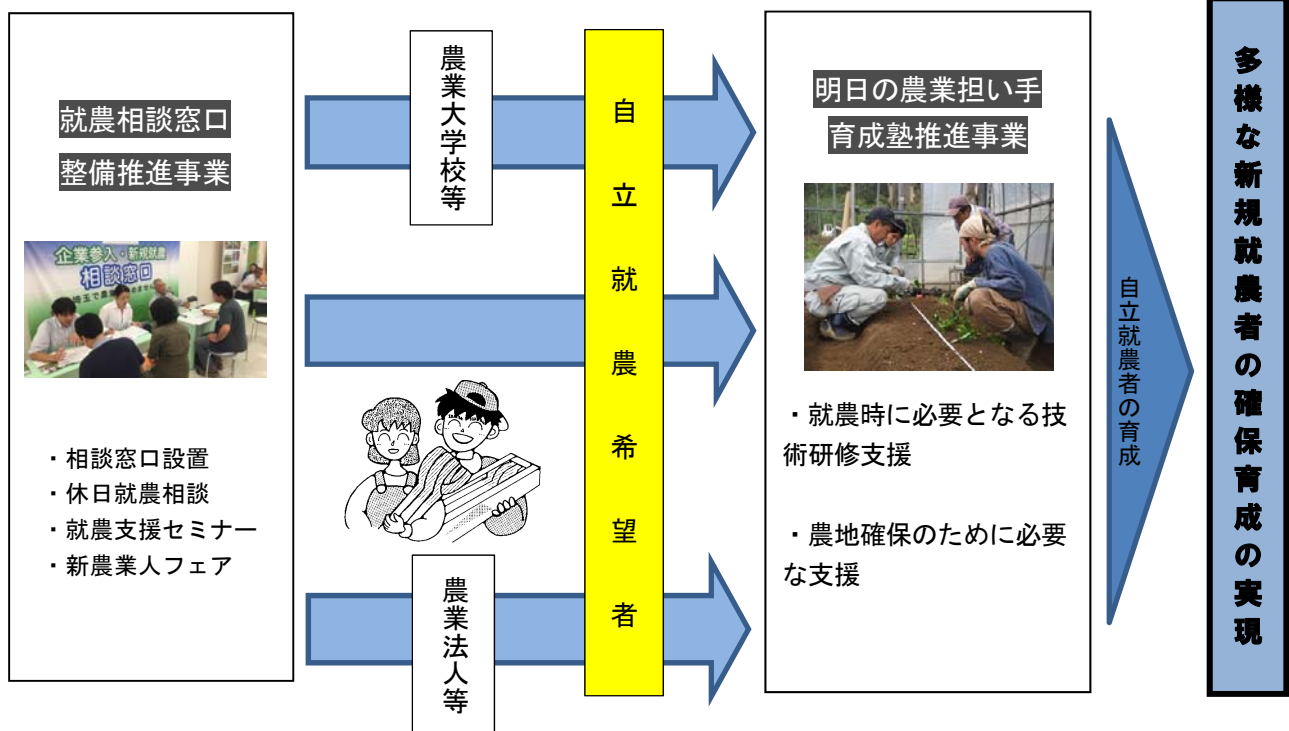 就農相談窓口
整備推進事業
企業参入・新規就農
相談窓口
埼玉で農業
・相談窓口設置
・休日就農相談
・就農支援セミナー
・新農業人フェア
農業大学校等
農業法人等
自立就農希望者
明日の農業担い手
育成塾推進事業
・就農時に必要となる技
術研修支援
・農地確保のために必要
な支援
自立就農者の育成
多様な新規就農者の確保育成の実現